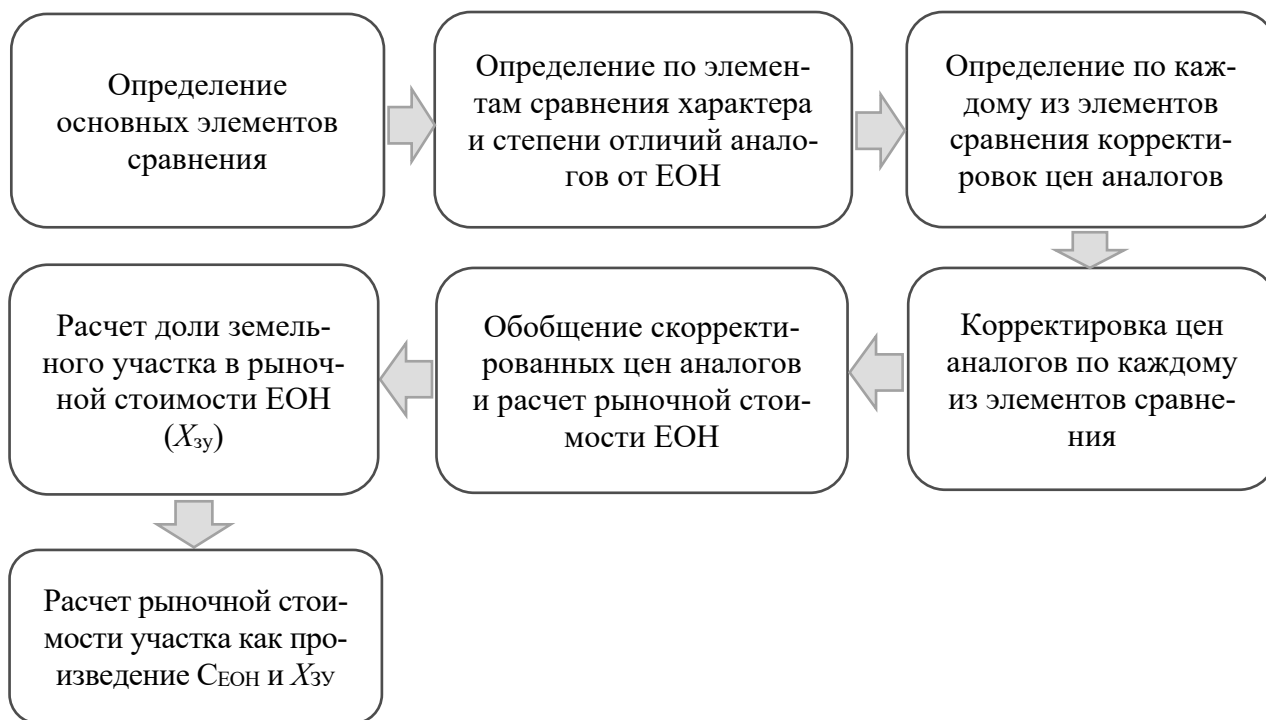 Определение
основных элементов
сравнения
Определение по элемен-
там сравнения характера
и степени отличий анало-
гов от ЕОН
Определение по каж-
дому из элементов
сравнения корректи-
ровок цен аналогов
Корректировка цен
аналогов по каждому
из элементов сравне-
ния
Обобщение скорректи-
рованных цен аналогов
и расчет рыночной стои-
мости ЕОН
Расчет доли земель-
ного участка в рыноч-
ной стоимости ЕОН
(Xзу)
Расчет рыночной стои-
мости участка как про-
изведение СЕОН и XЗУ